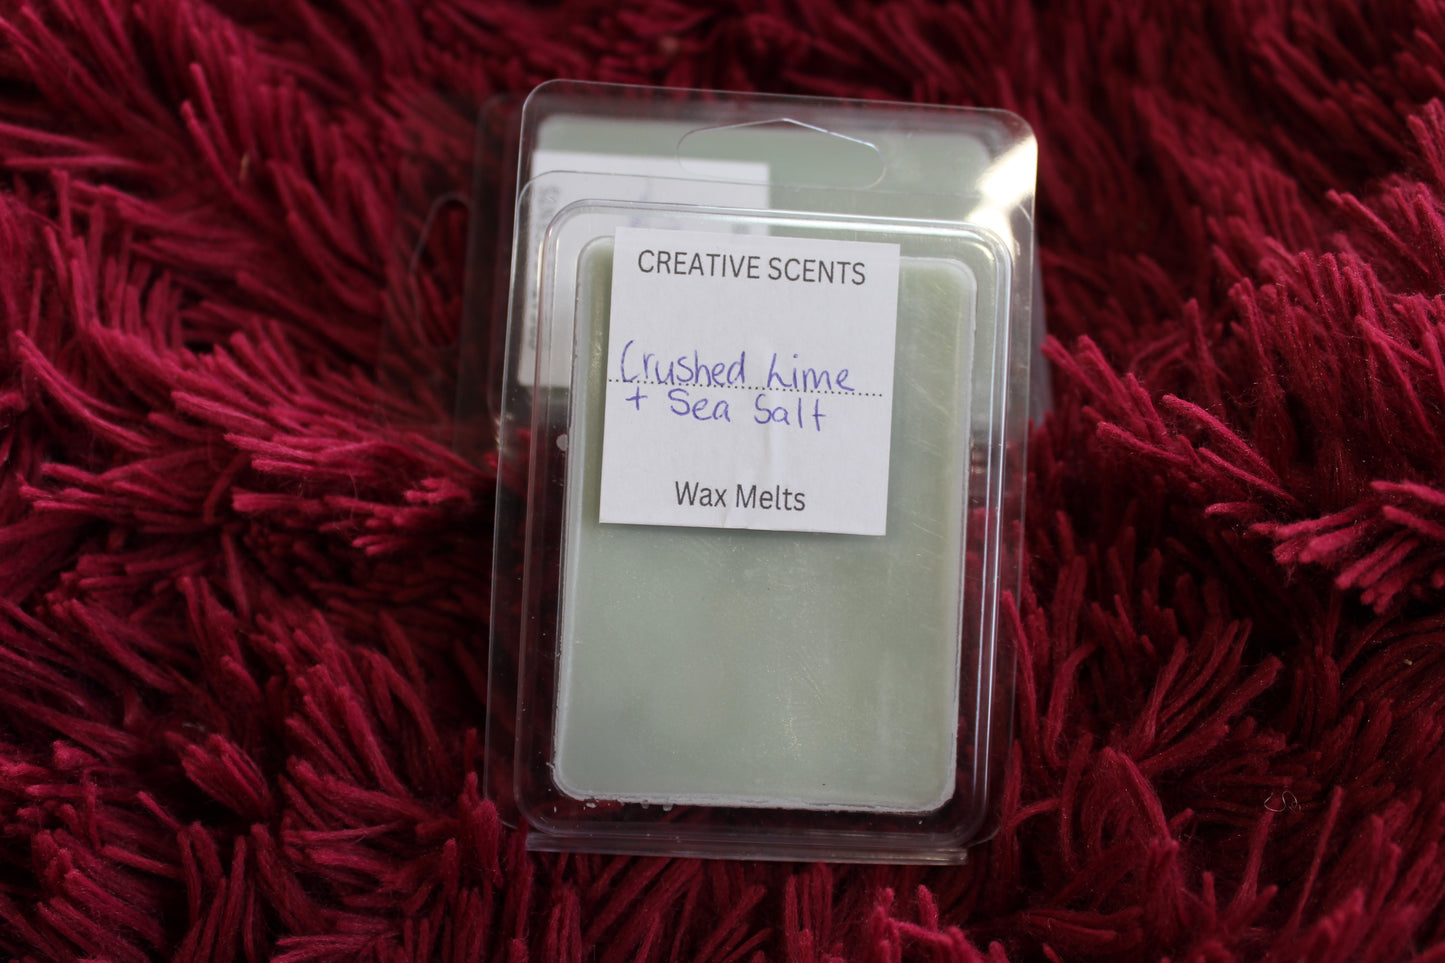 CREATIVE SCENTS
Crushed Lime
+ Sea Salt
Wax Melts